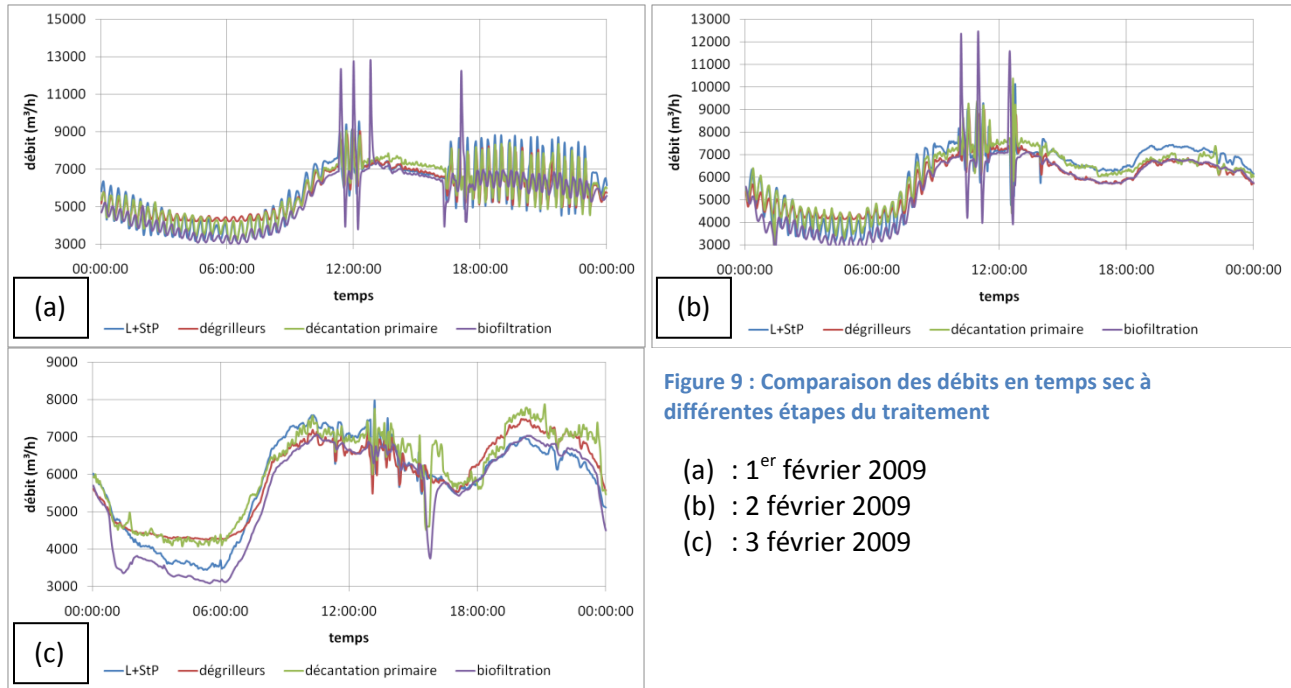 15000
13000
11000
9000
7000
5000
3000
débit (m³/h)
00:00:00 06:00:00 12:00:00 18:00:00 00:00:00
temps
(a)
L+StP dégrilleurs décantation primaire biofiltration
13000
12000
11000
10000
9000
8000
7000
6000
5000
4000
3000
débit (m³/h)
00:00:00 06:00:00 12:00:00 18:00:00 00:00:00
temps
(b)
L+StP dégrilleurs décantation primaire biofiltration
9000
8000
7000
6000
5000
4000
3000
débit (m³/h)
00:00:00 06:00:00 12:00:00 18:00:00 00:00:00
temps
(c)
L+StP dégrilleurs décantation primaire biofiltration
Figure 9 : Comparaison des débits en temps sec à
différentes étapes du traitement
(a) : 1er février 2009
(b) : 2 février 2009
(c) : 3 février 2009